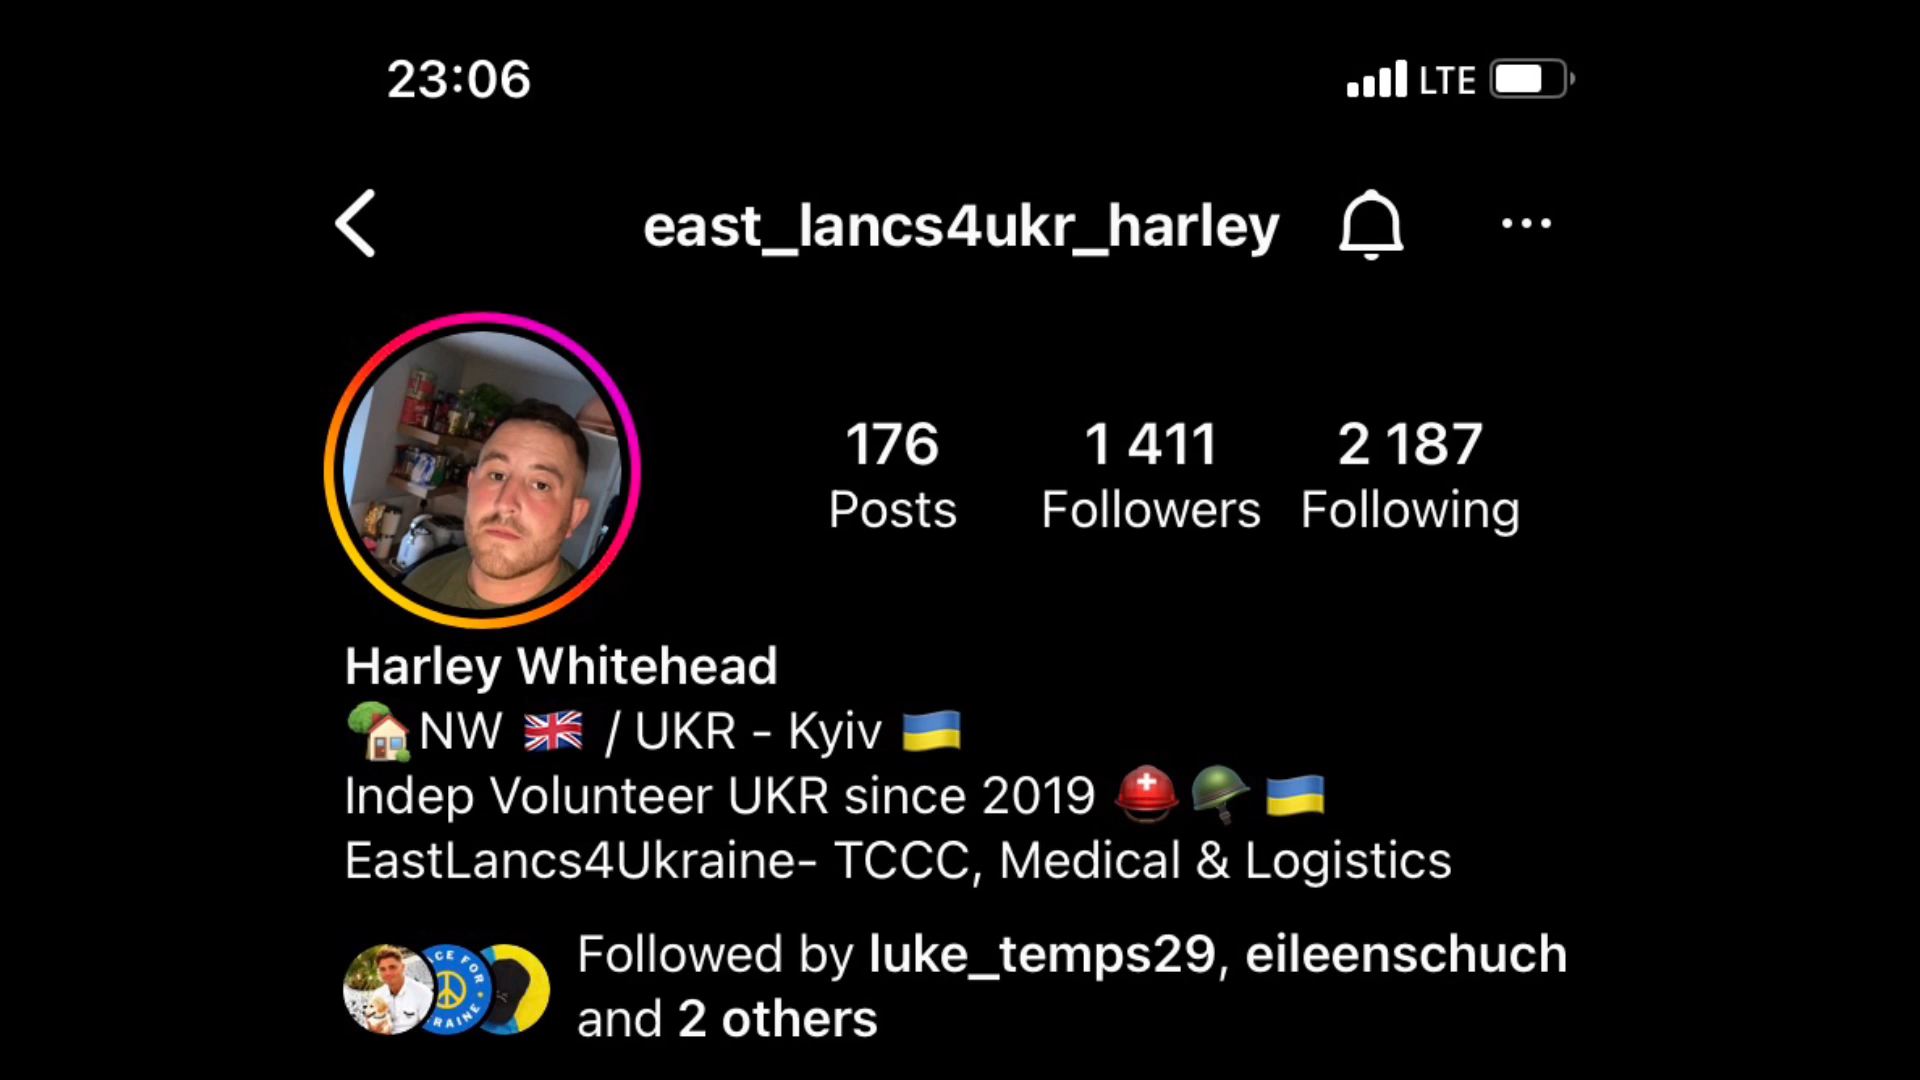 23:06 LTE
east_lancs4ukr_harley
176 1 411 2 187
Posts Followers Following
Harley Whitehead
🏡NW 🇬🇧 / UKR - Kyiv 🇺🇦
Indep Volunteer UKR since 2019 ⛑️🪖🇺🇦
EastLancs4Ukraine- TCCC, Medical & Logistics
Followed by luke_temps29, eileenschuch
and 2 others